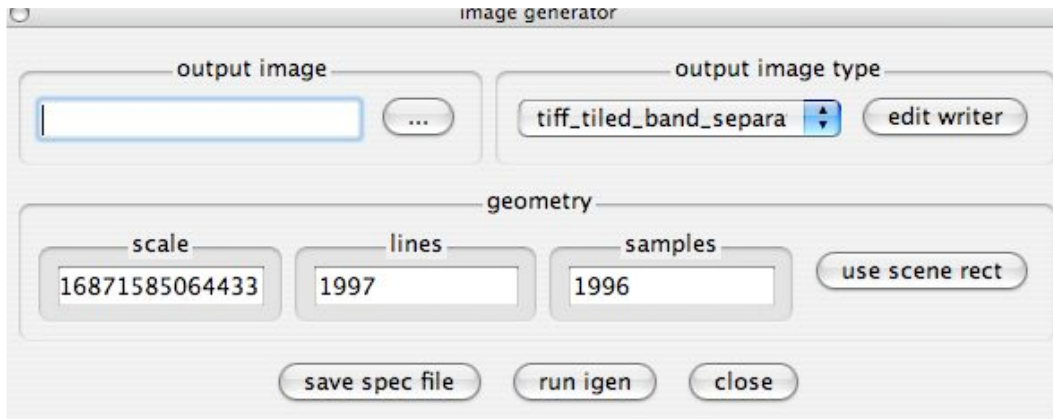 image generator
output image
output image type
...
tiff_tiled_band_separa
edit writer
geometry
scale
lines
samples
16871585064433
1997
1996
use scene rect
save spec file
run igen
close